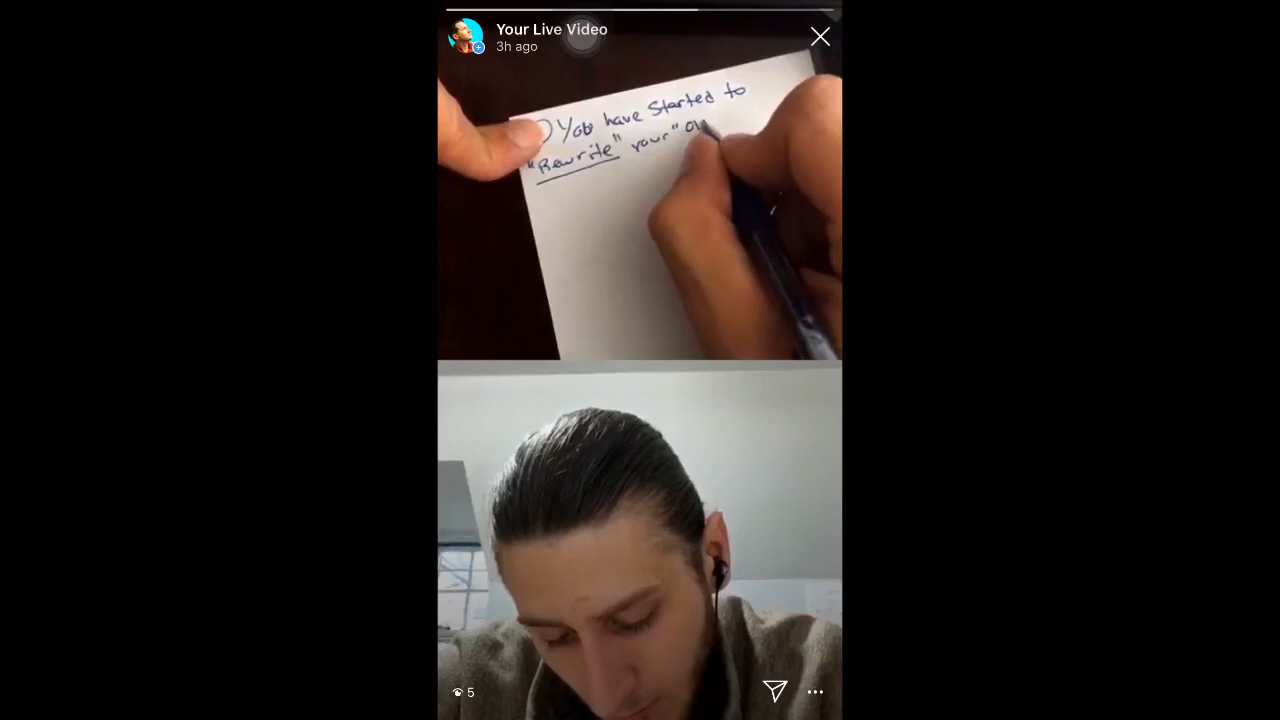 Your Live Video
3h ago
You have Started to
"Rewrite" your "
5